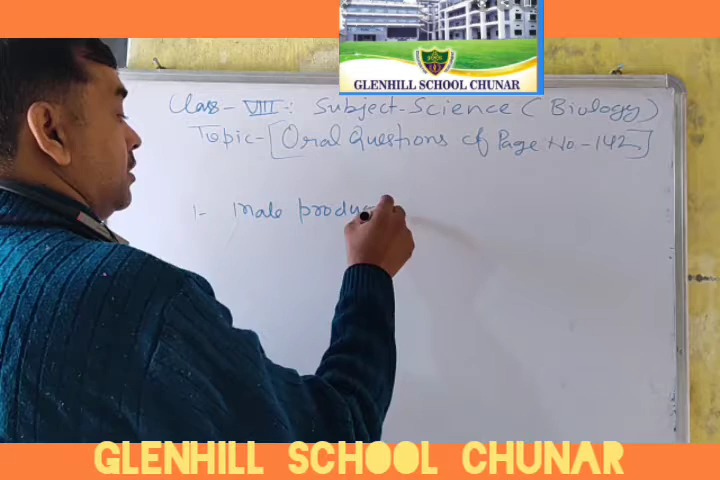 GLENHILL SCHOOL CHUNAR
Class- VIII : Subject-Science ( Biology )
Topic-[Oral Questions of Page No.-142]
1- Male produ
GLENHILL SCHOOL CHUNAR